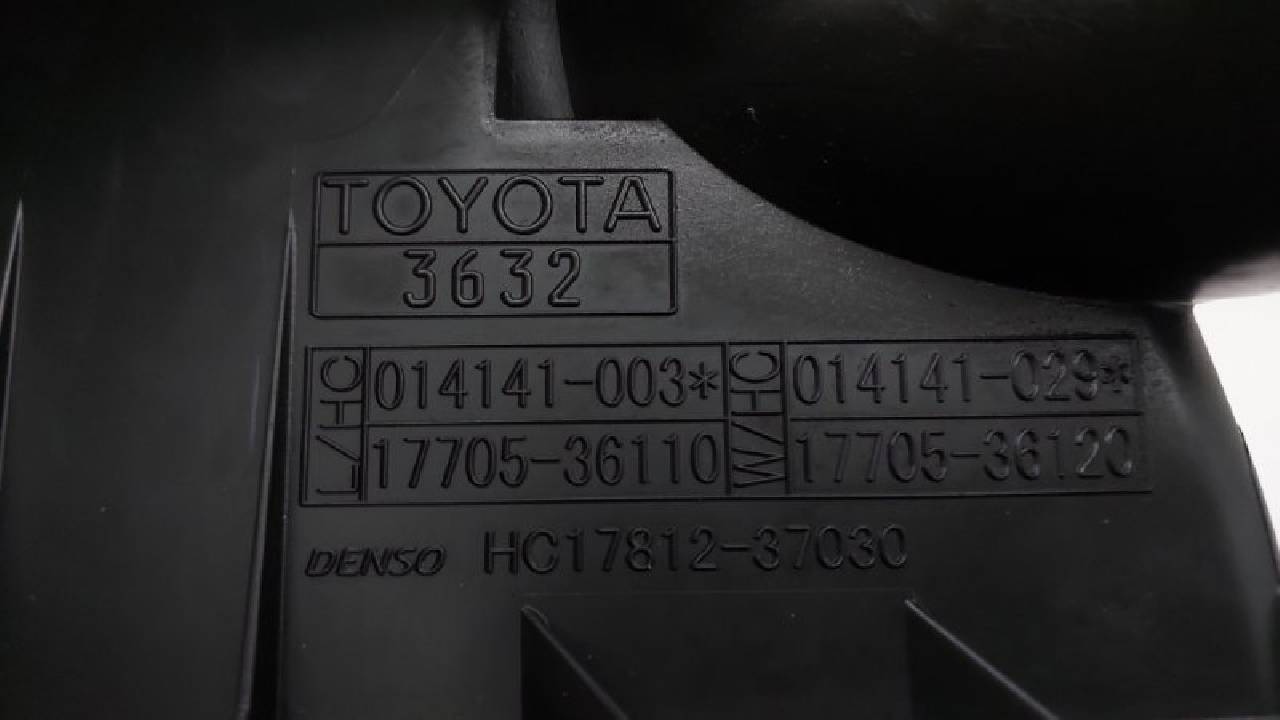 TOYOTA
3632
L/HC 014141-003* W/HC 014141-029*
17705-36110 17705-36120
DENSO HC17812-37030